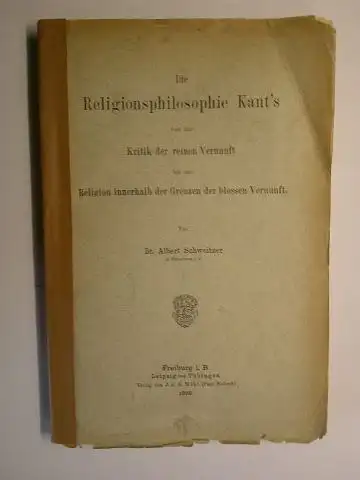 Die
Religionsphilosophie Kant's
von der
Kritik der reinen Vernunft
bis zur
Religion innerhalb der Grenzen der blossen Vernunft.
Von
Dr. Albert Schweitzer
Freiburg i. B.
Leipzig und Tübingen
Verlag von J. C. B. Mohr (Paul Siebeck)
1899